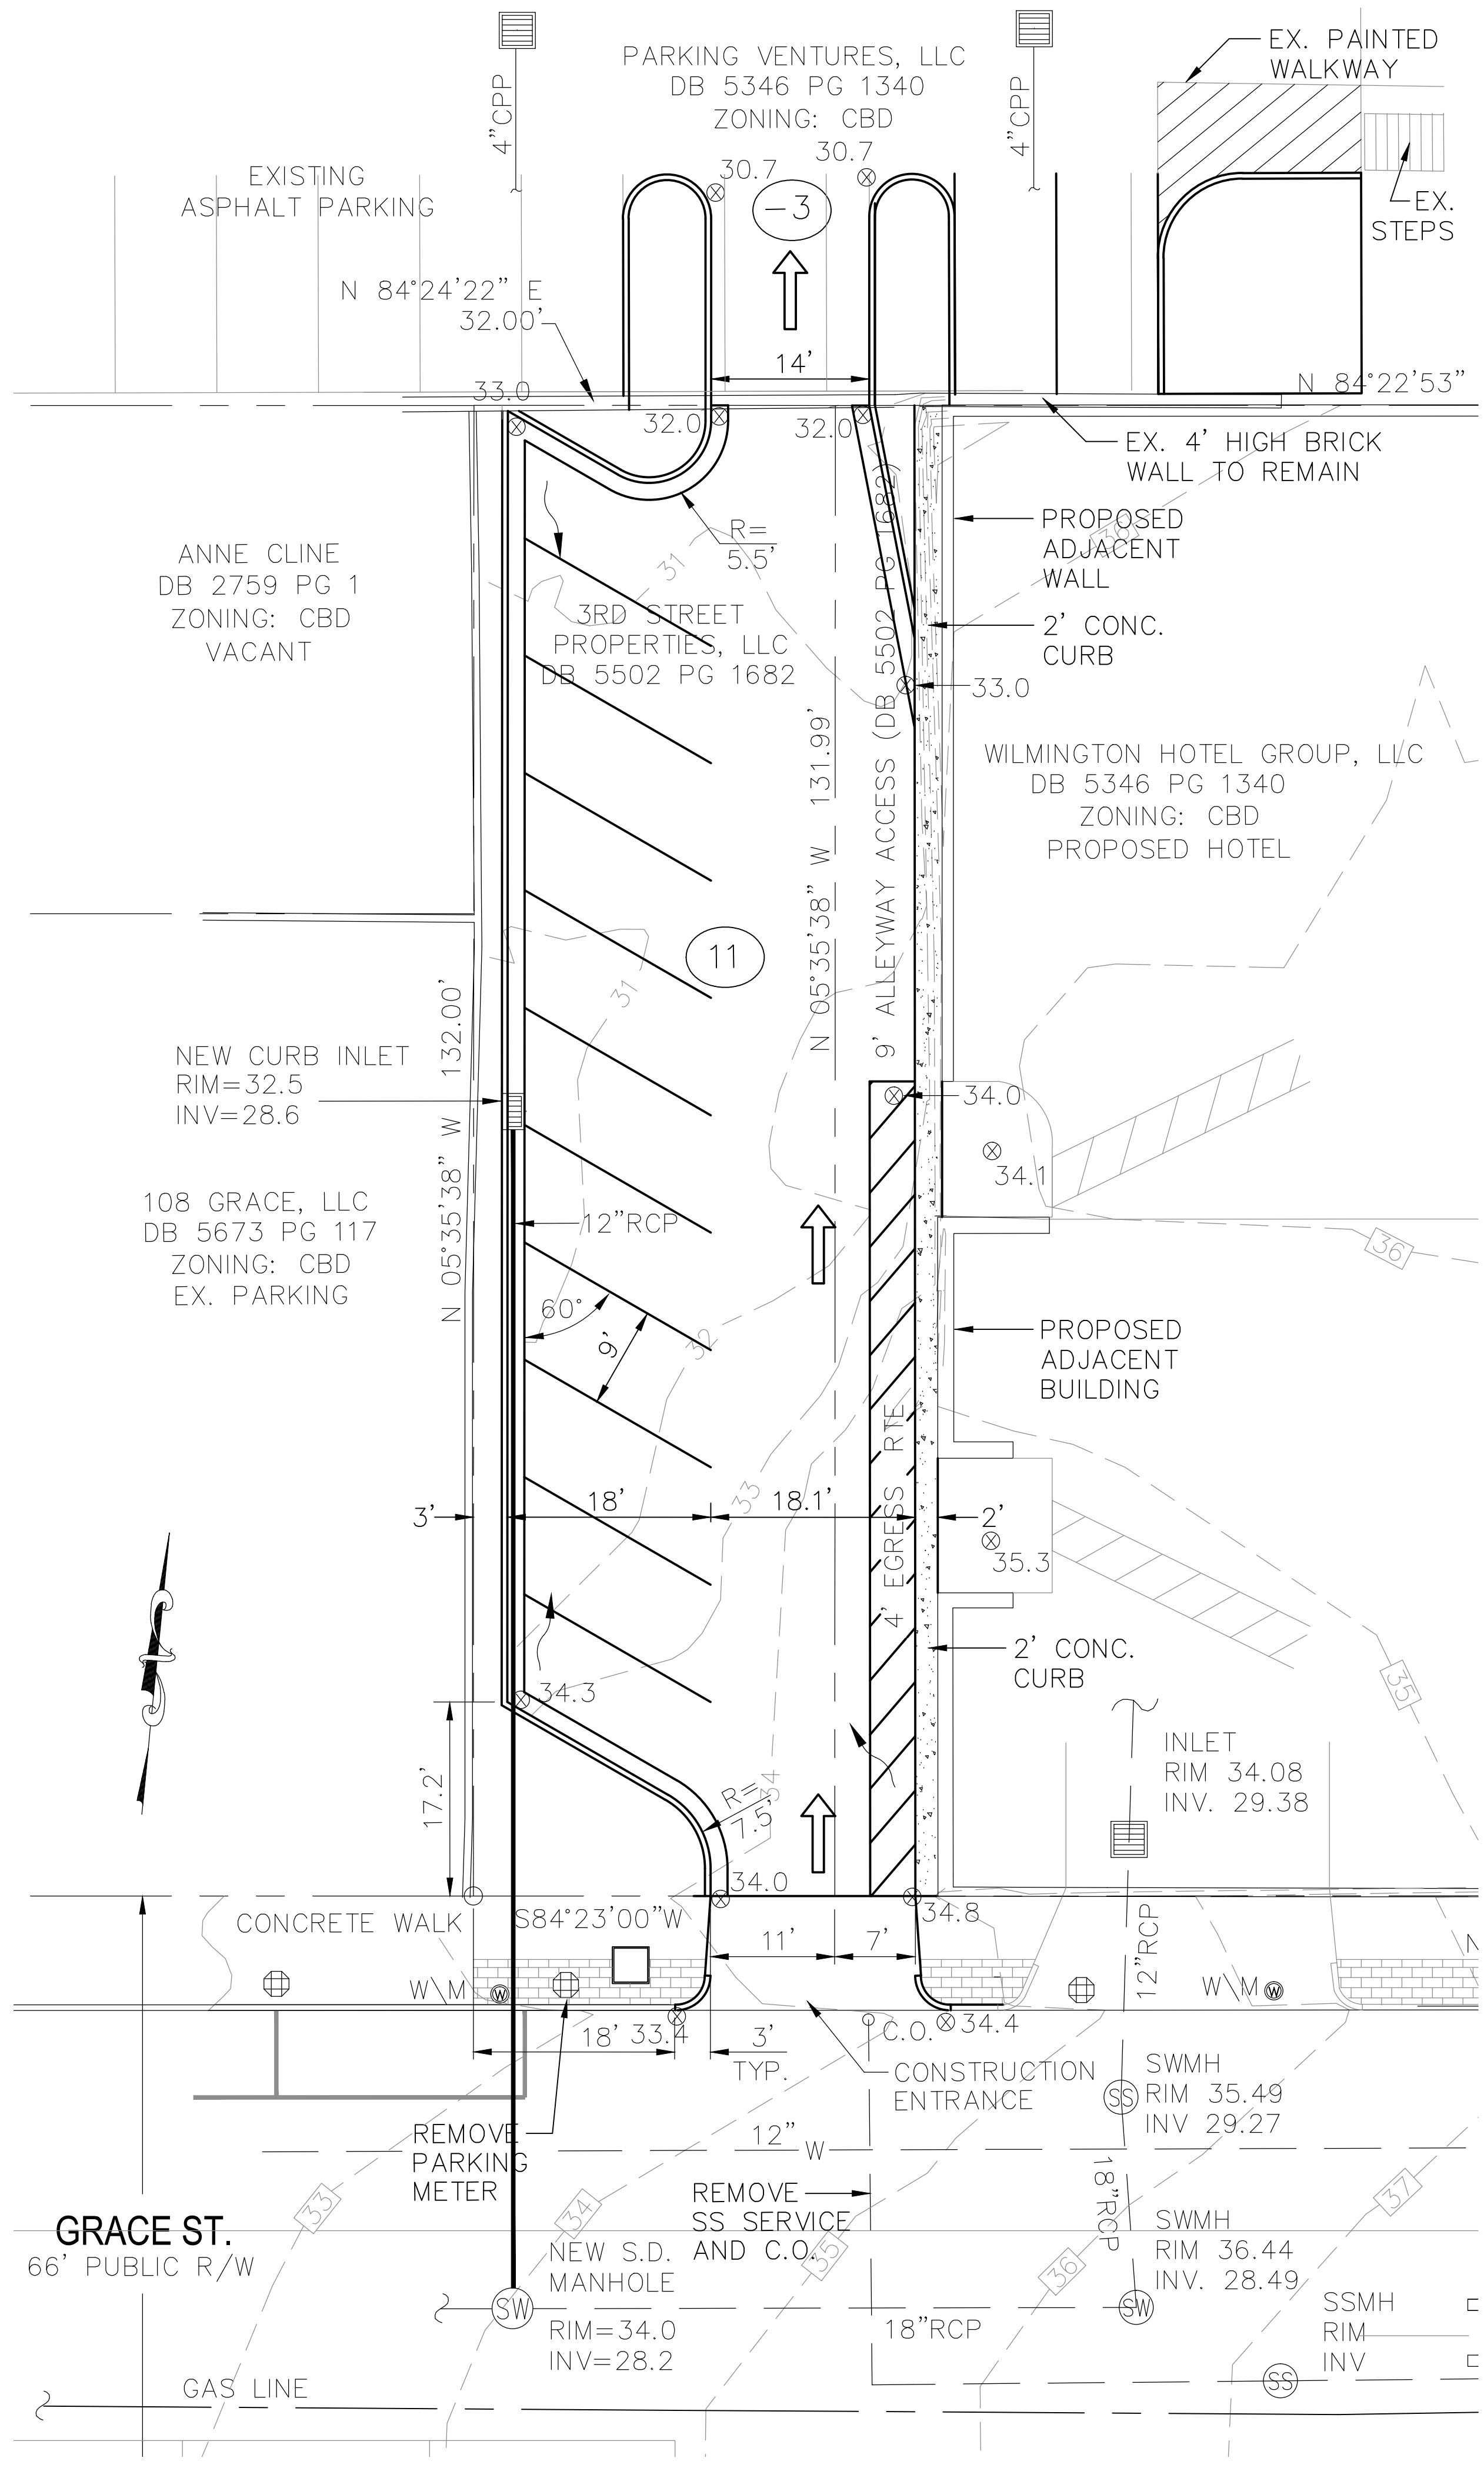 EX. PAINTED
WALKWAY
PARKING VENTURES, LLC
DB 5346 PG 1340
ZONING: CBD
4"CPP
4"CPP
30.7
30.7
-3
EXISTING
ASPHALT PARKING
EX.
STEPS
N 84°24'22" E
32.00'
14'
33.0
32.0
32.0
N 84°22'53"
EX. 4' HIGH BRICK
WALL TO REMAIN
R=
5.5'
31
36
PROPOSED
ADJACENT
WALL
ANNE CLINE
DB 2759 PG 1
ZONING: CBD
VACANT
3RD STREET
PROPERTIES, LLC
DB 5502 PG 1682
2' CONC.
CURB
33.0
N 05°35'38" W 131.99'
9' ALLEYWAY ACCESS (DB 5502 PG 1682)
WILMINGTON HOTEL GROUP, LLC
DB 5346 PG 1340
ZONING: CBD
PROPOSED HOTEL
11
31
N 05°35'38" W 132.00'
NEW CURB INLET
RIM=32.5
INV=28.6
34.0
34.1
108 GRACE, LLC
DB 5673 PG 117
ZONING: CBD
EX. PARKING
12"RCP
36
60°
9'
32
PROPOSED
ADJACENT
BUILDING
4' EGRESS RTE
33
3'
18'
18.1'
2'
35.3
2' CONC.
CURB
34.3
35
17.2'
R=
7.5'
34
INLET
RIM 34.08
INV. 29.38
34.0
34.8
CONCRETE WALK
S84°23'00"W
11'
7'
12"RCP
N
W\M
W
W\M
W
18'
33.4
3'
TYP.
C.O.
34.4
CONSTRUCTION
ENTRANCE
SWMH
RIM 35.49
INV 29.27
SS
REMOVE
PARKING
METER
12"
W
18"RCP
33
34
35
36
37
REMOVE
SS SERVICE
AND C.O.
GRACE ST.
66' PUBLIC R/W
NEW S.D.
MANHOLE
RIM=34.0
INV=28.2
SW
SWMH
RIM 36.44
INV. 28.49
SW
18"RCP
SSMH
RIM
INV
SS
GAS LINE